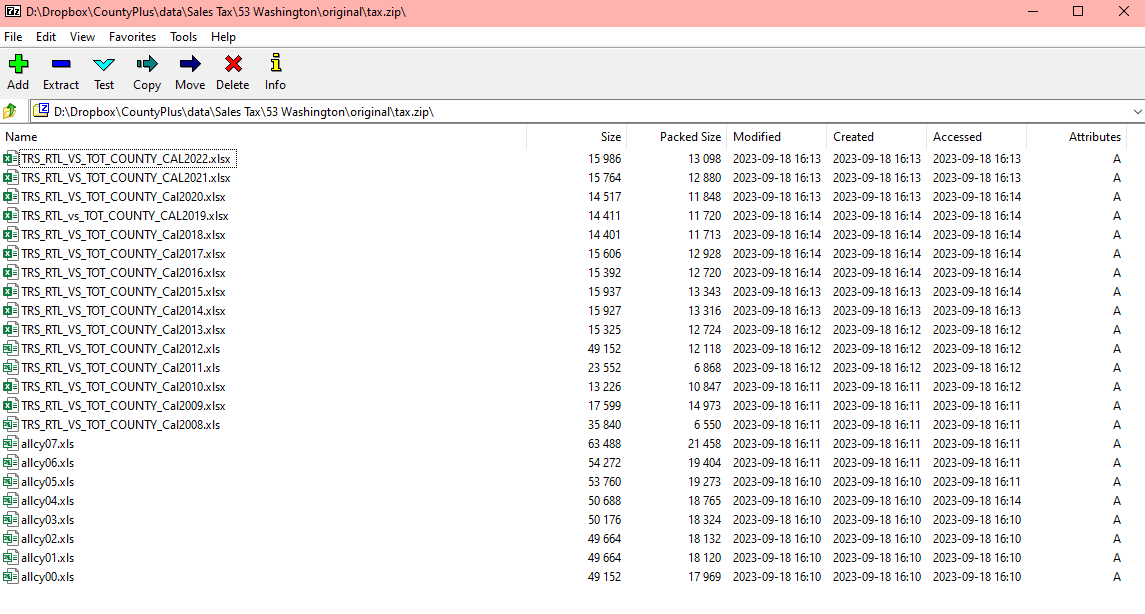 D:\Dropbox\CountyPlus\data\Sales Tax\53 Washington\original\tax.zip\
File Edit View Favorites Tools Help
Add Extract Test Copy Move Delete Info
D:\Dropbox\CountyPlus\data\Sales Tax\53 Washington\original\tax.zip\
Name Size Packed Size Modified Created Accessed Attributes
TRS_RTL_VS_TOT_COUNTY_CAL2022.xlsx 15 986 13 098 2023-09-18 16:13 2023-09-18 16:13 2023-09-18 16:13 A
TRS_RTL_VS_TOT_COUNTY_CAL2021.xlsx 15 764 12 880 2023-09-18 16:13 2023-09-18 16:13 2023-09-18 16:13 A
TRS_RTL_VS_TOT_COUNTY_Cal2020.xlsx 14 517 11 848 2023-09-18 16:13 2023-09-18 16:13 2023-09-18 16:14 A
TRS_RTL_vs_TOT_COUNTY_CAL2019.xlsx 14 411 11 720 2023-09-18 16:14 2023-09-18 16:14 2023-09-18 16:14 A
TRS_RTL_VS_TOT_COUNTY_Cal2018.xlsx 14 401 11 713 2023-09-18 16:14 2023-09-18 16:14 2023-09-18 16:14 A
TRS_RTL_VS_TOT_COUNTY_Cal2017.xlsx 15 606 12 928 2023-09-18 16:14 2023-09-18 16:14 2023-09-18 16:14 A
TRS_RTL_VS_TOT_COUNTY_Cal2016.xlsx 15 392 12 720 2023-09-18 16:14 2023-09-18 16:14 2023-09-18 16:14 A
TRS_RTL_VS_TOT_COUNTY_Cal2015.xlsx 15 937 13 343 2023-09-18 16:13 2023-09-18 16:13 2023-09-18 16:14 A
TRS_RTL_VS_TOT_COUNTY_Cal2014.xlsx 15 927 13 316 2023-09-18 16:13 2023-09-18 16:13 2023-09-18 16:13 A
TRS_RTL_VS_TOT_COUNTY_Cal2013.xlsx 15 325 12 724 2023-09-18 16:12 2023-09-18 16:12 2023-09-18 16:12 A
TRS_RTL_VS_TOT_COUNTY_Cal2012.xls 49 152 12 118 2023-09-18 16:12 2023-09-18 16:12 2023-09-18 16:12 A
TRS_RTL_VS_TOT_COUNTY_Cal2011.xls 23 552 6 868 2023-09-18 16:12 2023-09-18 16:12 2023-09-18 16:12 A
TRS_RTL_VS_TOT_COUNTY_Cal2010.xlsx 13 226 10 847 2023-09-18 16:11 2023-09-18 16:11 2023-09-18 16:12 A
TRS_RTL_VS_TOT_COUNTY_Cal2009.xlsx 17 599 14 973 2023-09-18 16:11 2023-09-18 16:11 2023-09-18 16:11 A
TRS_RTL_VS_TOT_COUNTY_Cal2008.xls 35 840 6 550 2023-09-18 16:11 2023-09-18 16:11 2023-09-18 16:11 A
allcy07.xls 63 488 21 458 2023-09-18 16:11 2023-09-18 16:11 2023-09-18 16:11 A
allcy06.xls 54 272 19 404 2023-09-18 16:11 2023-09-18 16:11 2023-09-18 16:11 A
allcy05.xls 53 760 19 273 2023-09-18 16:10 2023-09-18 16:10 2023-09-18 16:11 A
allcy04.xls 50 688 18 765 2023-09-18 16:10 2023-09-18 16:10 2023-09-18 16:14 A
allcy03.xls 50 176 18 324 2023-09-18 16:10 2023-09-18 16:10 2023-09-18 16:10 A
allcy02.xls 49 664 18 132 2023-09-18 16:10 2023-09-18 16:10 2023-09-18 16:10 A
allcy01.xls 49 664 18 120 2023-09-18 16:10 2023-09-18 16:10 2023-09-18 16:10 A
allcy00.xls 49 152 17 969 2023-09-18 16:10 2023-09-18 16:10 2023-09-18 16:10 A